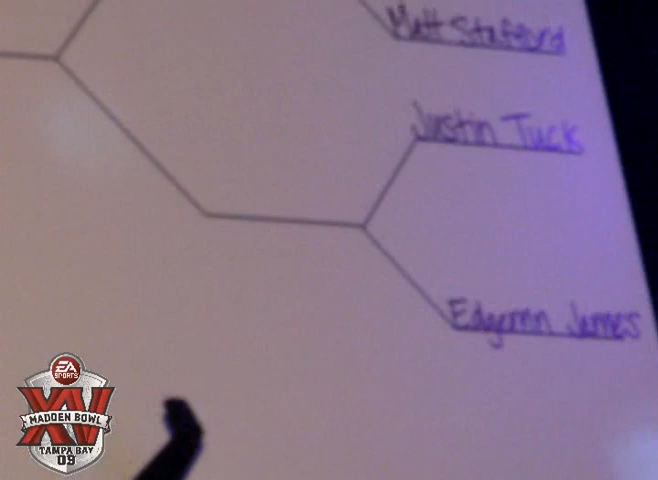 Matt Stafford
Justin Tuck
Edgerrin James
EA
SPORTS
XV
MADDEN BOWL
TAMPA BAY
09